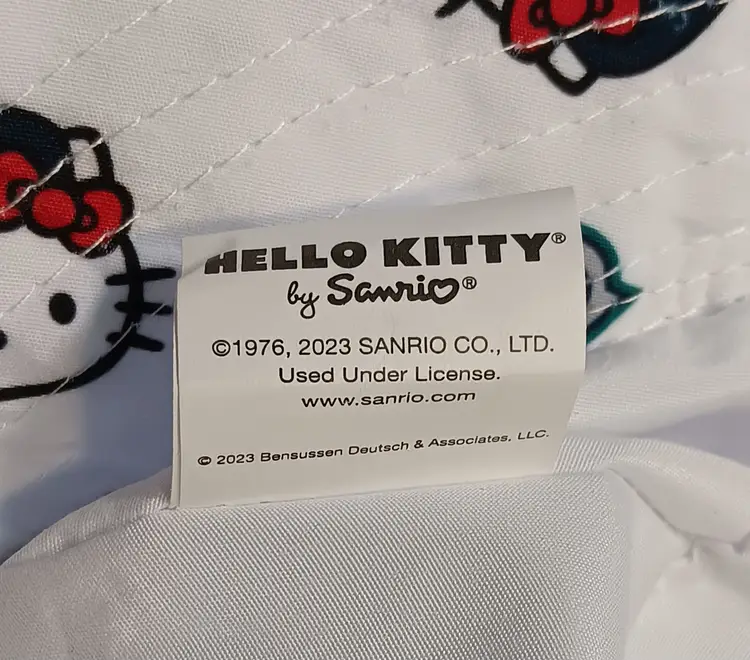 HELLO KITTY®
by Sanrio®
©1976, 2023 SANRIO CO., LTD.
Used Under License.
www.sanrio.com
© 2023 Bensussen Deutsch & Associates, LLC.